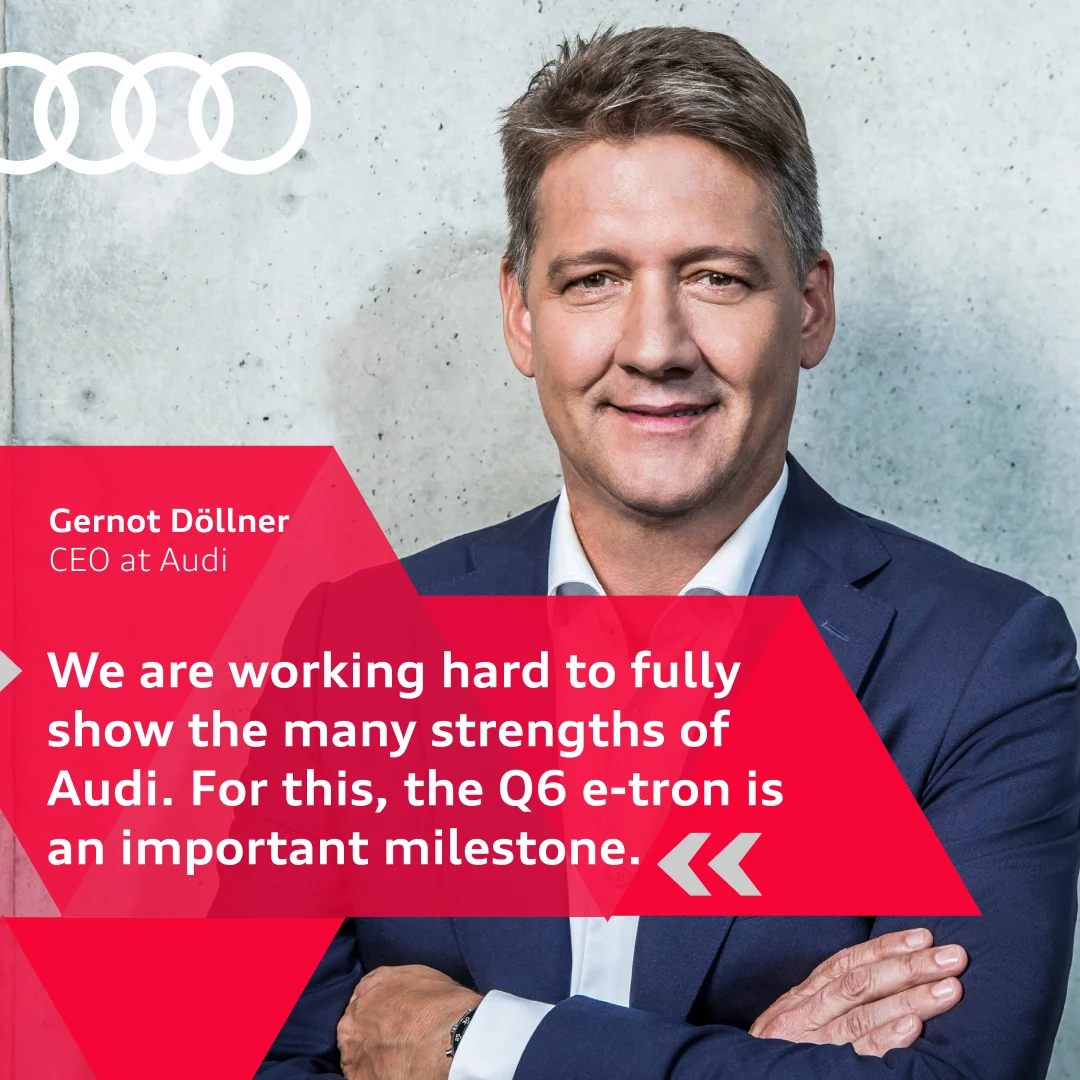 Gernot Döllner
CEO at Audi
We are working hard to fully
show the many strengths of
Audi. For this, the Q6 e-tron is
an important milestone.